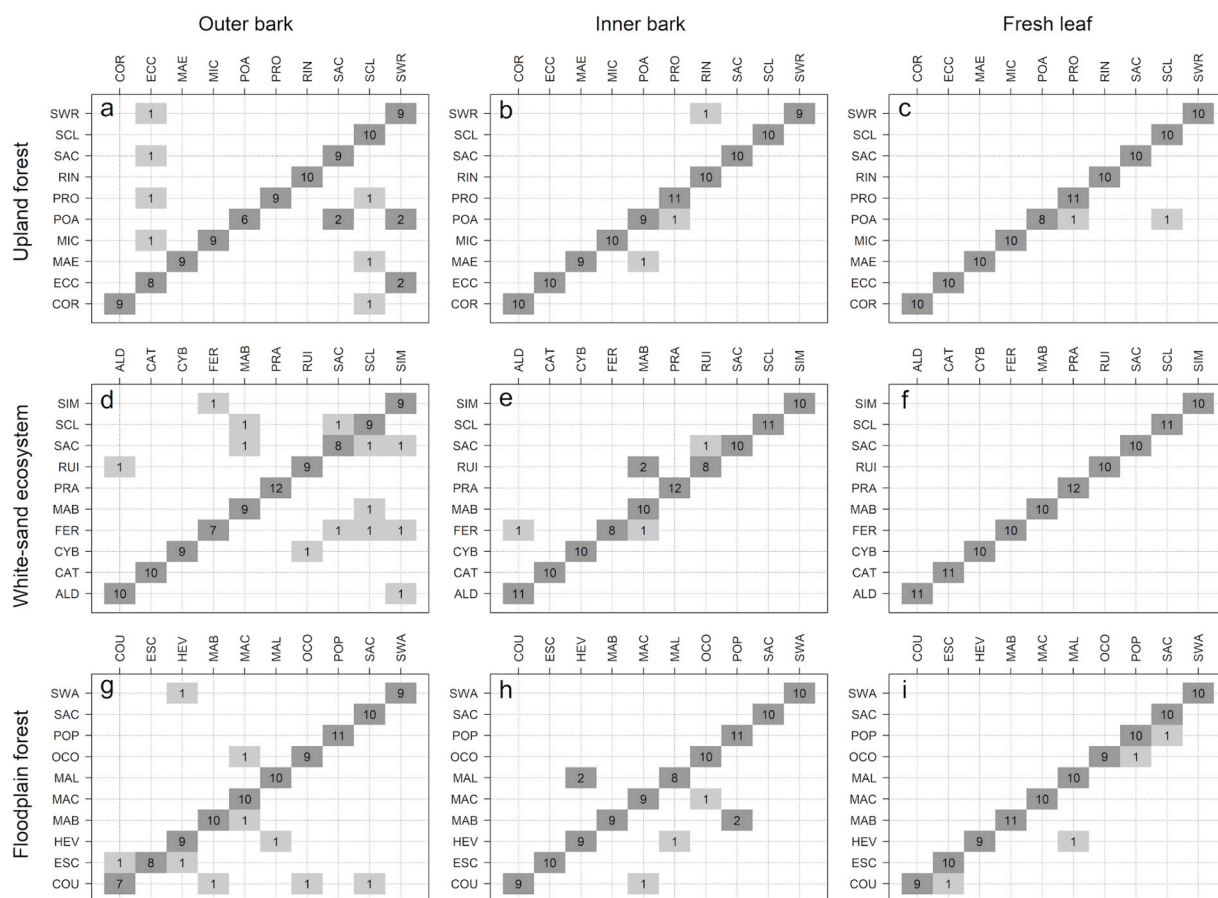 Outer bark Inner bark Fresh leaf
COR ECC MAE MIC POA PRO RIN SAC SCL SWR COR ECC MAE MIC POA PRO RIN SAC SCL SWR COR ECC MAE MIC POA PRO RIN SAC SCL SWR
Upland forest
a b c
SWR 1 9 SWR 1 9 SWR 10
SCL 10 SCL 10 SCL 10
SAC 1 9 SAC 10 SAC 10
RIN 10 RIN 10 RIN 10
PRO 1 9 1 PRO 11 PRO 11
POA 6 2 2 POA 9 1 POA 8 1 1
MIC 1 9 MIC 10 MIC 10
MAE 9 1 MAE 9 1 MAE 10
ECC 8 2 ECC 10 ECC 10
COR 9 1 COR 10 COR 10
ALD CAT CYB FER MAB PRA RUI SAC SCL SIM ALD CAT CYB FER MAB PRA RUI SAC SCL SIM ALD CAT CYB FER MAB PRA RUI SAC SCL SIM
White-sand ecosystem
d e f
SIM 1 9 SIM 10 SIM 10
SCL 1 1 9 SCL 11 SCL 11
SAC 1 8 1 1 SAC 1 10 SAC 10
RUI 1 9 RUI 2 8 RUI 10
PRA 12 PRA 12 PRA 12
MAB 9 1 MAB 10 MAB 10
FER 7 1 1 1 FER 1 8 1 FER 10
CYB 9 1 CYB 10 CYB 10
CAT 10 CAT 10 CAT 11
ALD 10 1 ALD 11 ALD 11
COU ESC HEV MAB MAC MAL OCO POP SAC SWA COU ESC HEV MAB MAC MAL OCO POP SAC SWA COU ESC HEV MAB MAC MAL OCO POP SAC SWA
Floodplain forest
g h i
SWA 1 9 SWA 10 SWA 10
SAC 10 SAC 10 SAC 10
POP 11 POP 11 POP 10 1
OCO 1 9 OCO 10 OCO 9 1
MAL 10 MAL 2 8 MAL 10
MAC 10 MAC 9 1 MAC 10
MAB 10 1 MAB 9 2 MAB 11
HEV 9 1 HEV 9 1 HEV 9 1
ESC 1 8 1 ESC 10 ESC 10
COU 7 1 1 1 COU 9 1 COU 9 1